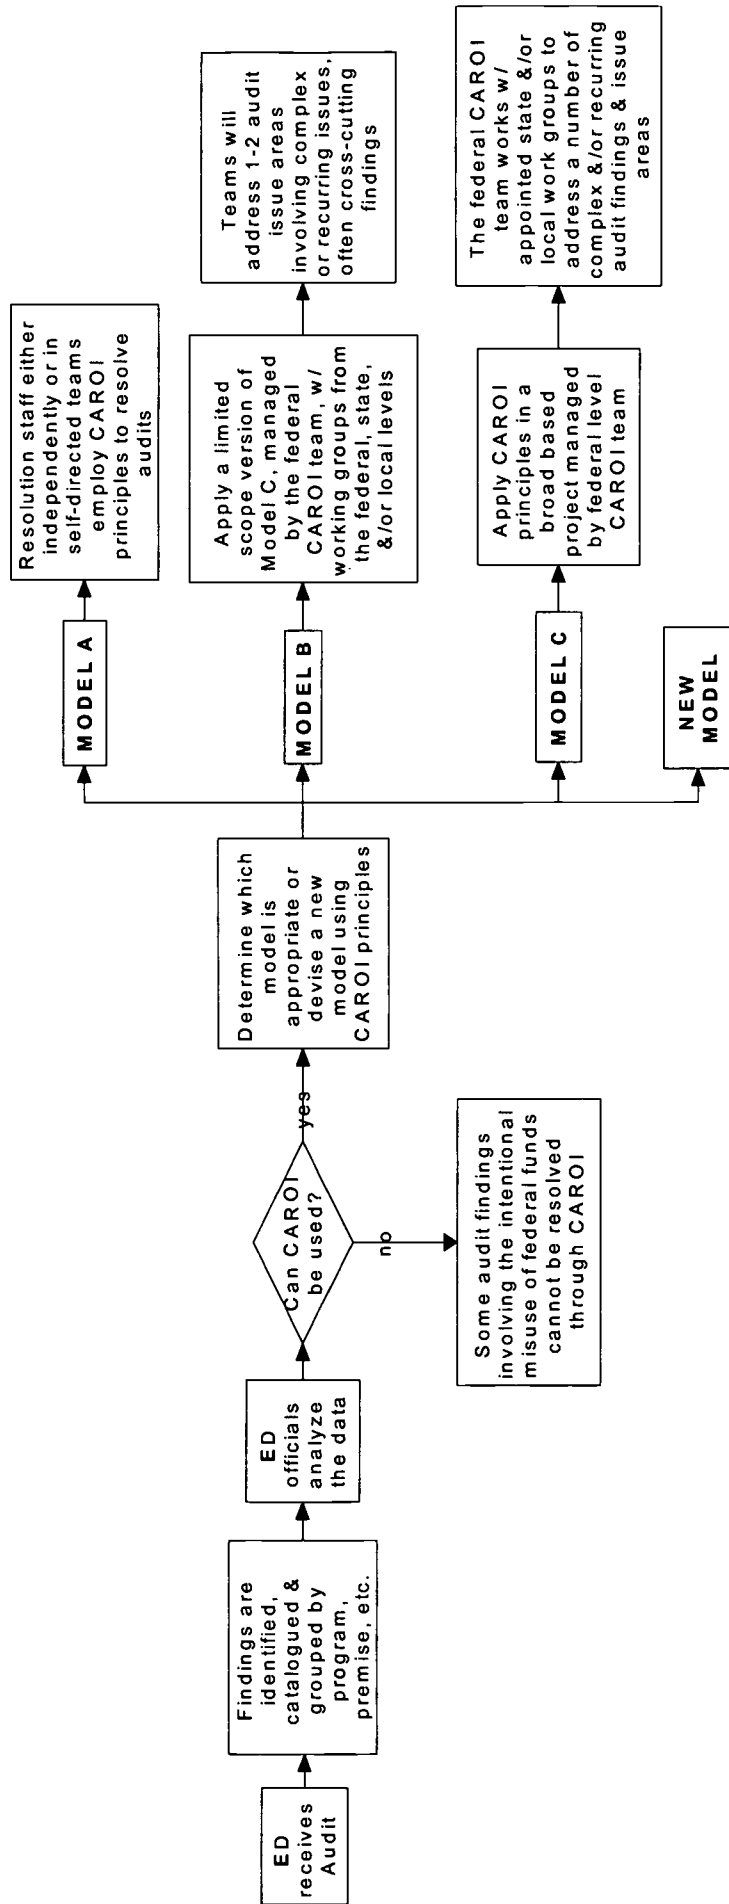 ED
receives
Audit
Findings are
identified,
catalogued &
grouped by
program,
premise, etc.
ED
officials
analyze
the data
Can CAROI
be used?
yes
no
Some audit findings
involving the intentional
misuse of federal funds
cannot be resolved
through CAROI
Determine which
model is
appropriate or
devise a new
model using
CAROI principles
MODEL A
Resolution staff either
independently or in
self-directed teams
employ CAROI
principles to resolve
audits
MODEL B
Apply a limited
scope version of
Model C, managed
by the federal
CAROI team, w/
working groups from
the federal, state,
&/or local levels
Teams will
address 1-2 audit
issue areas
involving complex
or recurring issues,
often cross-cutting
findings
MODEL C
Apply CAROI
principles in a
broad based
project managed
by federal level
CAROI team
The federal CAROI
team works w/
appointed state &/or
local work groups to
address a number of
complex &/or recurring
audit findings & issue
areas
NEW
MODEL